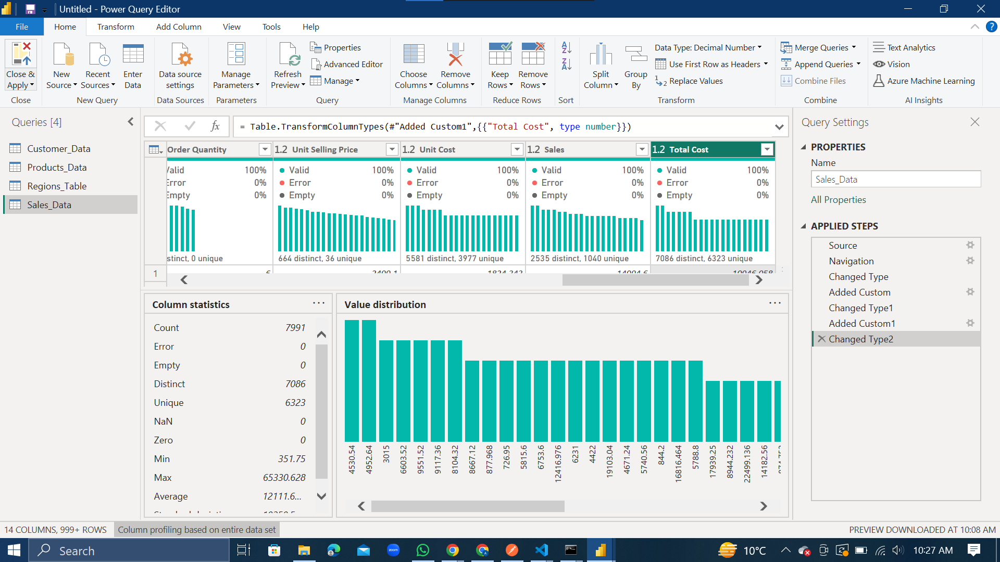 Untitled - Power Query Editor
File Home Transform Add Column View Tools Help
Close & Apply
New Source
Recent Sources
Enter Data
Data source settings
Manage Parameters
Refresh Preview
Properties
Advanced Editor
Manage
Choose Columns
Remove Columns
Keep Rows
Remove Rows
Split Column
Group By
Data Type: Decimal Number
Use First Row as Headers
Replace Values
Merge Queries
Append Queries
Combine Files
Text Analytics
Vision
Azure Machine Learning
Close New Query Data Sources Parameters Query Manage Columns Reduce Rows Sort Transform Combine AI Insights
Queries [4]
Customer_Data
Products_Data
Regions_Table
Sales_Data
fx
= Table.TransformColumnTypes(#"Added Custom1",{{"Total Cost", type number}})
Order Quantity 1.2 Unit Selling Price 1.2 Unit Cost 1.2 Sales 1.2 Total Cost
Valid 100% Valid 100% Valid 100% Valid 100% Valid 100%
Error 0% Error 0% Error 0% Error 0% Error 0%
Empty 0% Empty 0% Empty 0% Empty 0% Empty 0%
stinct, 0 unique 664 distinct, 36 unique 5581 distinct, 3977 unique 2535 distinct, 1040 unique 7086 distinct, 6323 unique
1
Column statistics
Count 7991
Error 0
Empty 0
Distinct 7086
Unique 6323
NaN 0
Zero 0
Min 351.75
Max 65330.628
Average 12111.6...
Value distribution
4530.54
4952.64
3015
6603.52
9551.52
9117.36
8104.32
8667.12
877.968
726.95
5815.6
6753.6
12416.976
6231
4422
19103.04
4671.24
5740.56
844.2
16816.464
5788.8
17939.25
8944.232
22499.136
14182.56
Query Settings
PROPERTIES
Name
Sales_Data
All Properties
APPLIED STEPS
Source
Navigation
Changed Type
Added Custom
Changed Type1
Added Custom1
Changed Type2
14 COLUMNS, 999+ ROWS Column profiling based on entire data set PREVIEW DOWNLOADED AT 10:08 AM
Search
zoom
10°C
10:27 AM